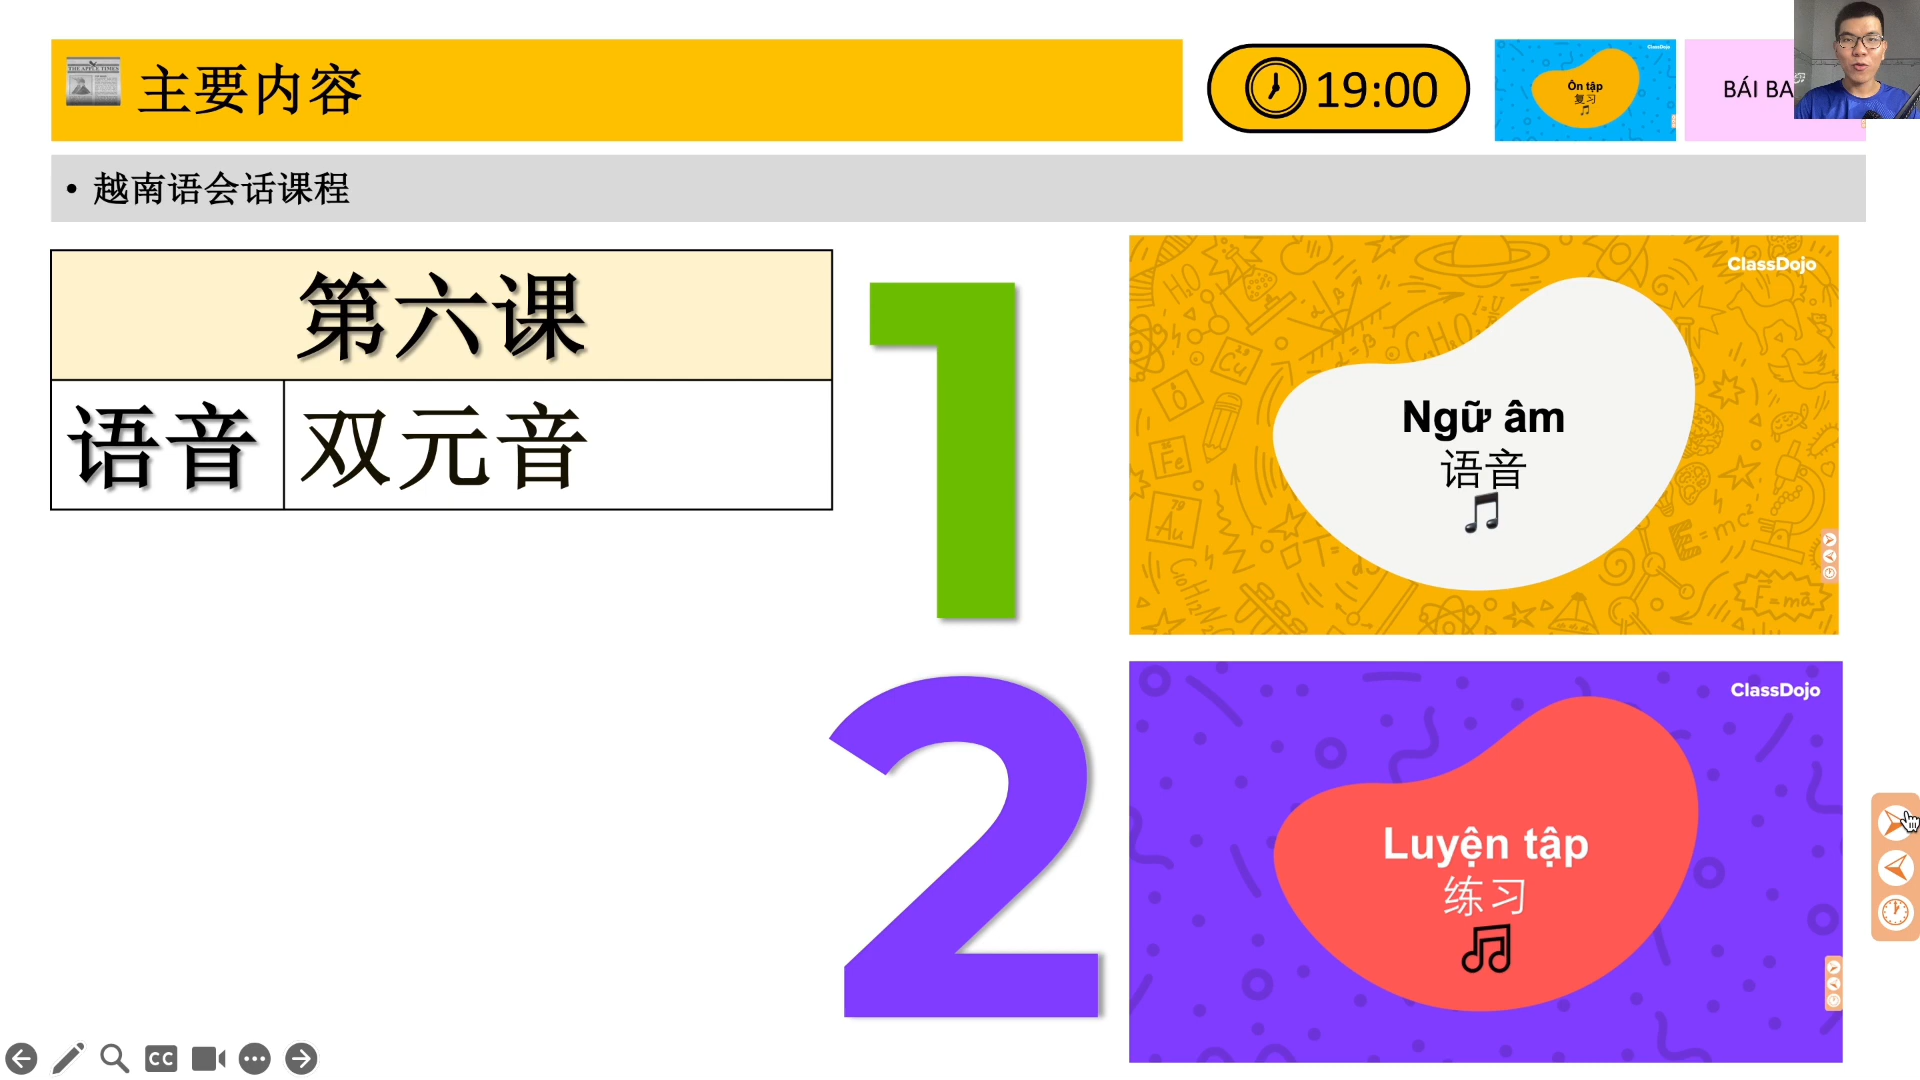 主要内容
19:00
ClassDojo
Ôn tập
复习
BÁI BA
• 越南语会话课程
第六课
语音 双元音
1
ClassDojo
Ngữ âm
语音
2
ClassDojo
Luyện tập
练习
CC